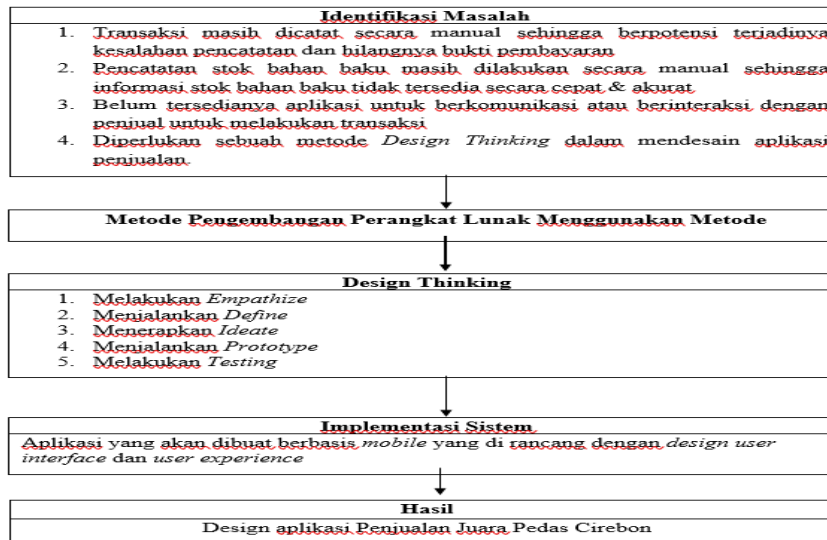 Identifikasi Masalah
1. Transaksi masih dicatat secara manual sehingga berpotensi terjadinya
kesalahan pencatatan dan hilangnya bukti pembayaran
2. Pencatatan stok bahan baku masih dilakukan secara manual sehingga
informasi stok bahan baku tidak tersedia secara cepat & akurat
3. Belum tersedianya aplikasi untuk berkomunikasi atau berinteraksi dengan
penjual untuk melakukan transaksi
4. Diperlukan sebuah metode Design Thinking dalam mendesain aplikasi
penjualan
Metode Pengembangan Perangkat Lunak Menggunakan Metode
Design Thinking
1. Melakukan Empathize
2. Menjalankan Define
3. Menerapkan Ideate
4. Menjalankan Prototype
5. Melakukan Testing
Implementasi Sistem
Aplikasi yang akan dibuat berbasis mobile yang di rancang dengan design user
interface dan user experience
Hasil
Design aplikasi Penjualan Juara Pedas Cirebon